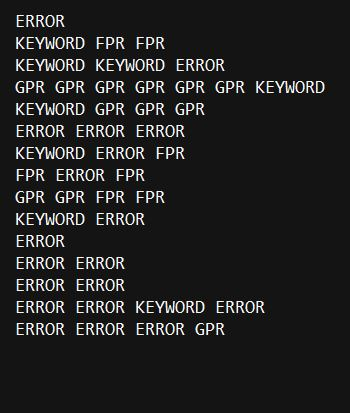 ERROR
KEYWORD FPR FPR
KEYWORD KEYWORD ERROR
GPR GPR GPR GPR GPR GPR KEYWORD
KEYWORD GPR GPR GPR
ERROR ERROR ERROR
KEYWORD ERROR FPR
FPR ERROR FPR
GPR GPR FPR FPR
KEYWORD ERROR
ERROR
ERROR ERROR
ERROR ERROR
ERROR ERROR KEYWORD ERROR
ERROR ERROR ERROR GPR